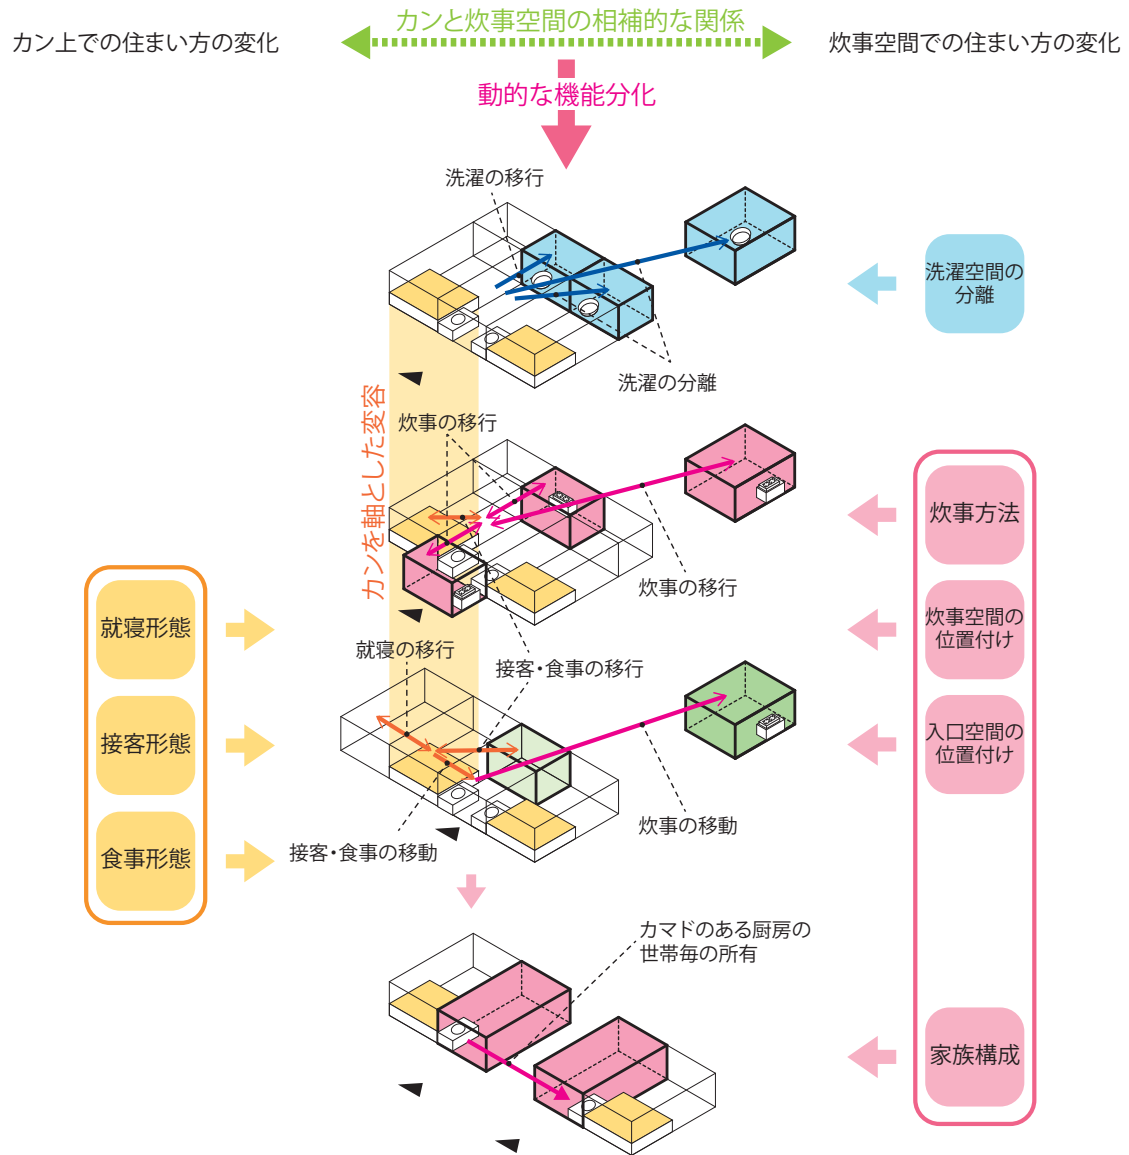 カンと炊事空間の相補的な関係
カン上での住まい方の変化
炊事空間での住まい方の変化
動的な機能分化
洗濯の移行
洗濯空間の
分離
洗濯の分離
カンを軸とした変容
炊事の移行
炊事方法
炊事の移行
就寝形態
炊事空間の
位置付け
就寝の移行
接客・食事の移行
接客形態
入口空間の
位置付け
炊事の移動
接客・食事の移動
食事形態
カマドのある厨房の
世帯毎の所有
家族構成